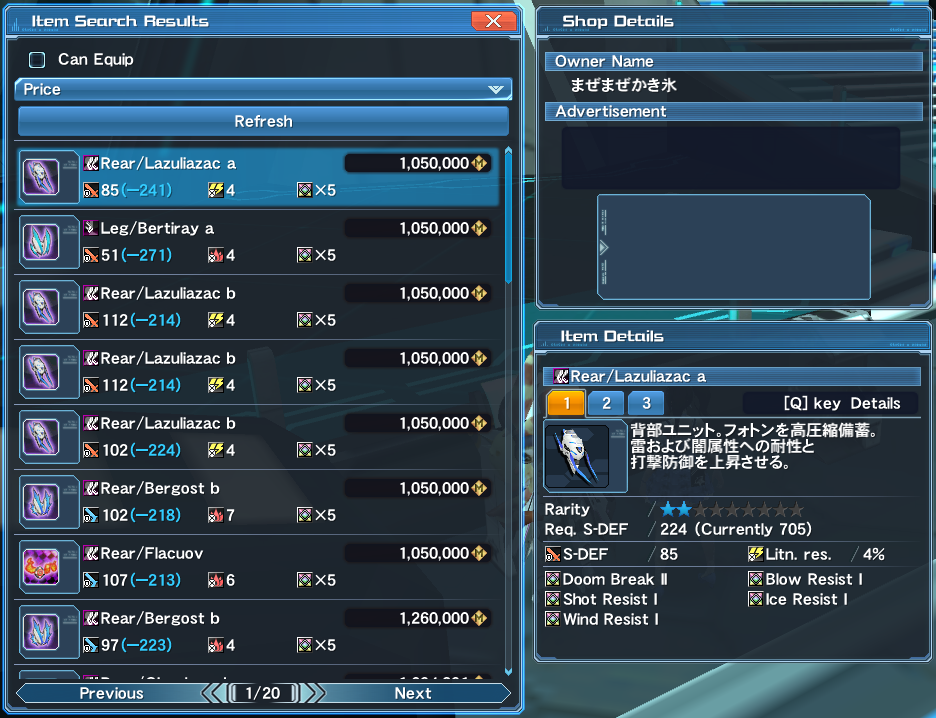 Item Search Results
Can Equip
Price
Refresh
Rear/Lazuliazac a 1,050,000
85(−241) 4 ×5
Leg/Bertiray a 1,050,000
51(−271) 4 ×5
Rear/Lazuliazac b 1,050,000
112(−214) 4 ×5
Rear/Lazuliazac b 1,050,000
112(−214) 4 ×5
Rear/Lazuliazac b 1,050,000
102(−224) 4 ×5
Rear/Bergost b 1,050,000
102(−218) 7 ×5
Rear/Flacuov 1,050,000
107(−213) 6 ×5
Rear/Bergost b 1,260,000
97(−223) 4 ×5
Previous 1/20 Next
Shop Details
Owner Name
まぜまぜかき氷
Advertisement
Item Details
Rear/Lazuliazac a
1 2 3 [Q] key Details
背部ユニット。フォトンを高圧縮備蓄。
雷および闇属性への耐性と
打撃防御を上昇させる。
Rarity / ★★★★★★★★★★★★
Req. S-DEF / 224 (Currently 705)
S-DEF / 85 Litn. res. / 4%
Doom Break Ⅱ Blow Resist Ⅰ
Shot Resist Ⅰ Ice Resist Ⅰ
Wind Resist Ⅰ